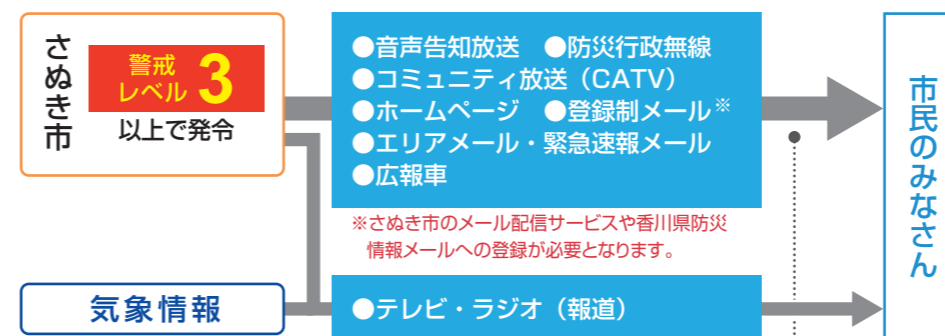 さぬき市
警戒
レベル 3
以上で発令
●音声告知放送 ●防災行政無線
●コミュニティ放送（CATV）
●ホームページ ●登録制メール※
●エリアメール・緊急速報メール
●広報車
※さぬき市のメール配信サービスや香川県防災
情報メールへの登録が必要となります。
気象情報
●テレビ・ラジオ（報道）
市民のみなさん